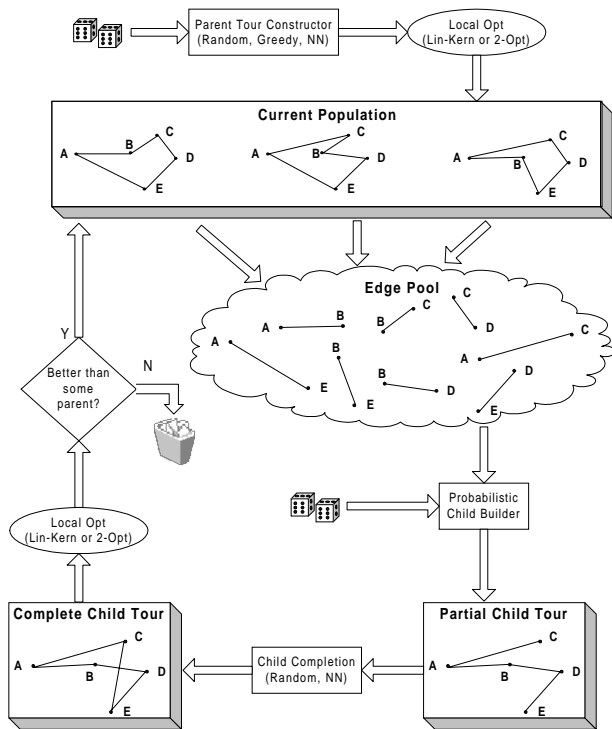 Parent Tour Constructor
(Random, Greedy, NN)
Local Opt
(Lin-Kern or 2-Opt)
Current Population
A B C D E
A B C D E
A B C D E
Edge Pool
A B
B C
C D
A E
B E
B D
A C
D E
Y
N
Better than
some
parent?
Probabilistic
Child Builder
Local Opt
(Lin-Kern or 2-Opt)
Complete Child Tour
A B C D E
Child Completion
(Random, NN)
Partial Child Tour
A B C D E